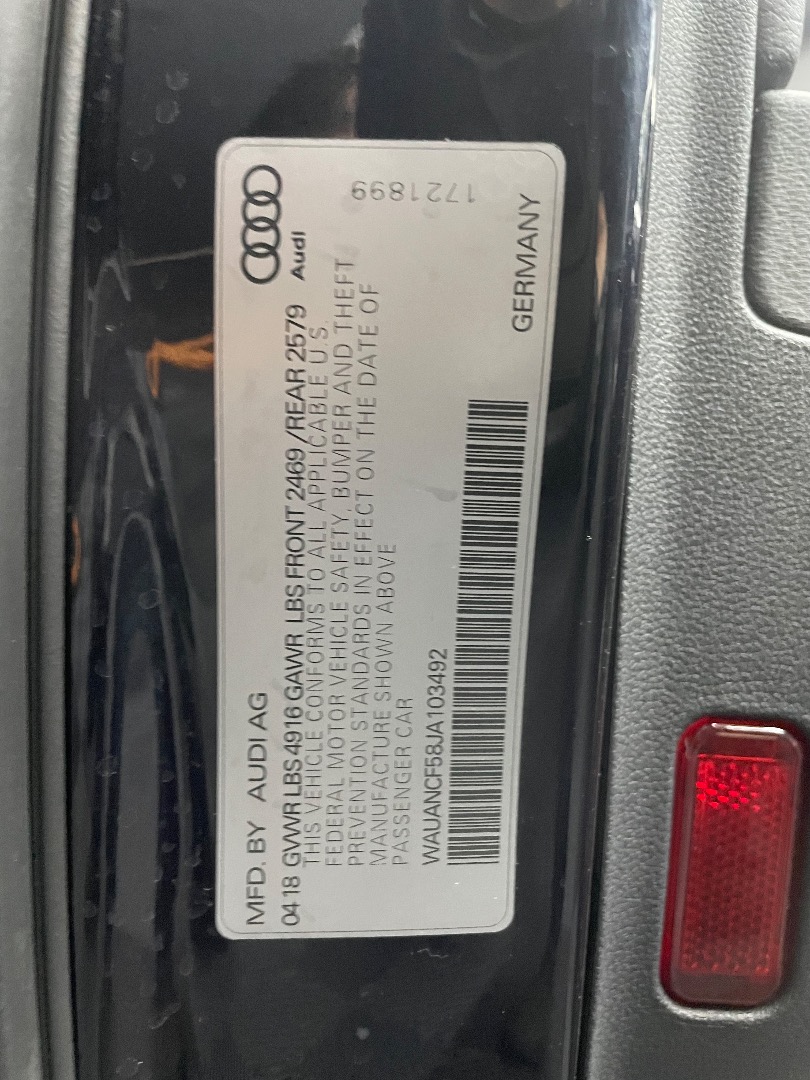 MFD. BY AUDI AG
Audi
04 18 GVWR LBS 4916 GAWR LBS FRONT 2469 /REAR 2579
THIS VEHICLE CONFORMS TO ALL APPLICABLE U.S.
FEDERAL MOTOR VEHICLE SAFETY, BUMPER AND THEFT
PREVENTION STANDARDS IN EFFECT ON THE DATE OF
MANUFACTURE SHOWN ABOVE
PASSENGER CAR
1721899
WAUANCF58JA103492
GERMANY